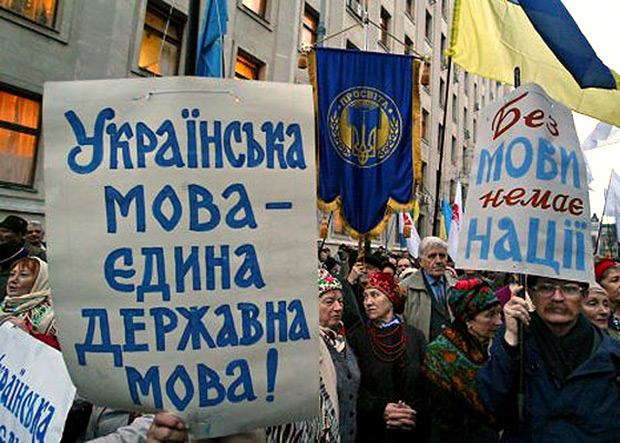 Українська
мова–
єдина
державна
мова!
ПРОСВІТА
Без
мови
немає
нації
Українська